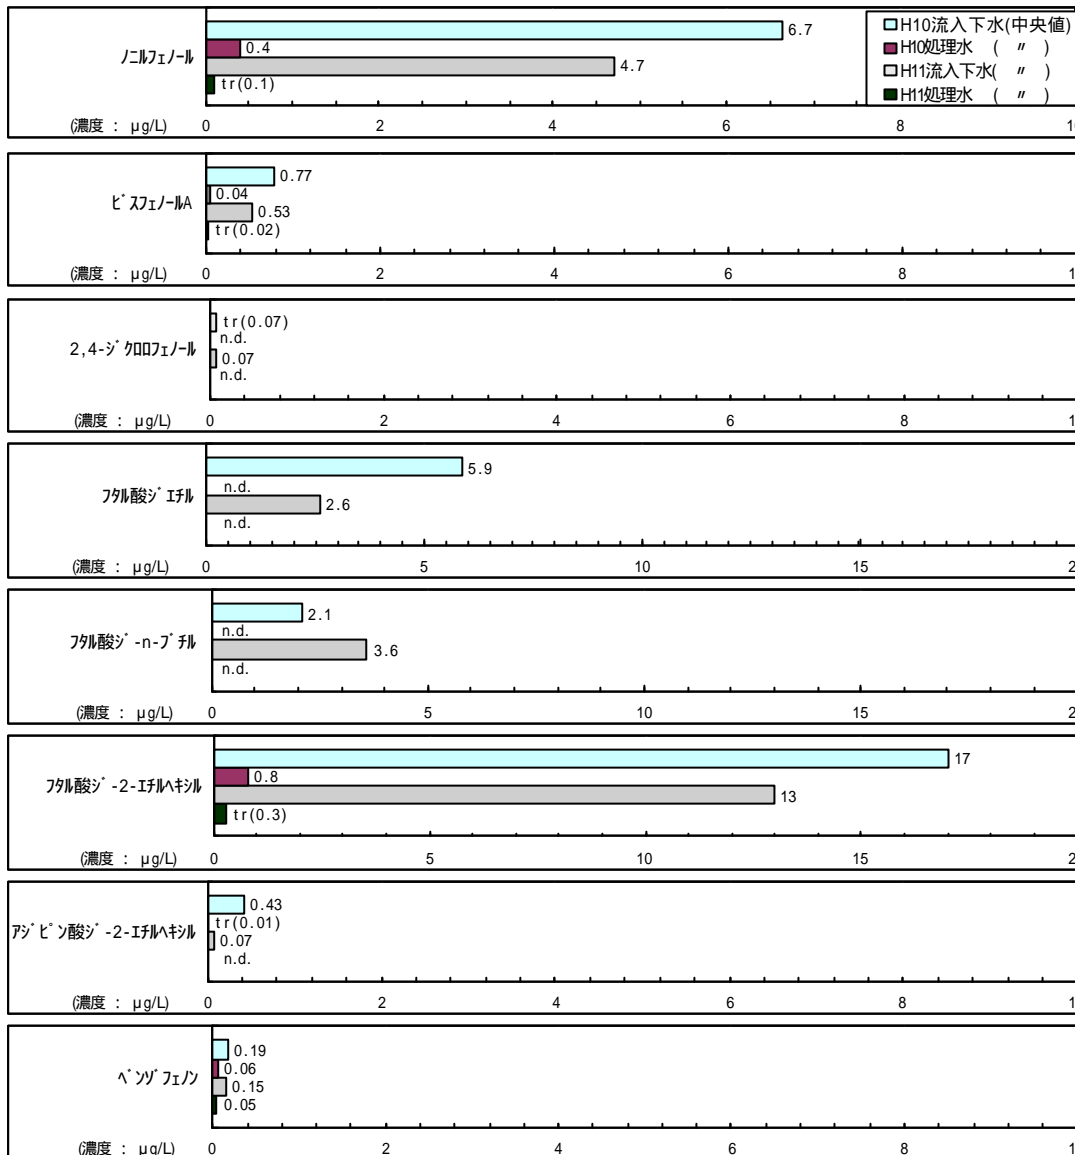 H10流入下水(中央値)
H10処理水 ( 〃 )
H11流入下水( 〃 )
H11処理水 ( 〃 )
ノニルフェノール
6.7
0.4
4.7
tr(0.1)
(濃度 : µg/L) 0 2 4 6 8
ビスフェノールA
0.77
0.04
0.53
tr(0.02)
(濃度 : µg/L) 0 2 4 6 8
2,4-ジクロロフェノール
tr(0.07)
n.d.
0.07
n.d.
(濃度 : µg/L) 0 2 4 6 8
フタル酸ジエチル
5.9
n.d.
2.6
n.d.
(濃度 : µg/L) 0 5 10 15
フタル酸ジ-n-ブチル
2.1
n.d.
3.6
n.d.
(濃度 : µg/L) 0 5 10 15
フタル酸ジ-2-エチルヘキシル
17
0.8
13
tr(0.3)
(濃度 : µg/L) 0 5 10 15
アジピン酸ジ-2-エチルヘキシル
0.43
tr(0.01)
0.07
n.d.
(濃度 : µg/L) 0 2 4 6 8
ベンゾフェノン
0.19
0.06
0.15
0.05
(濃度 : µg/L) 0 2 4 6 8